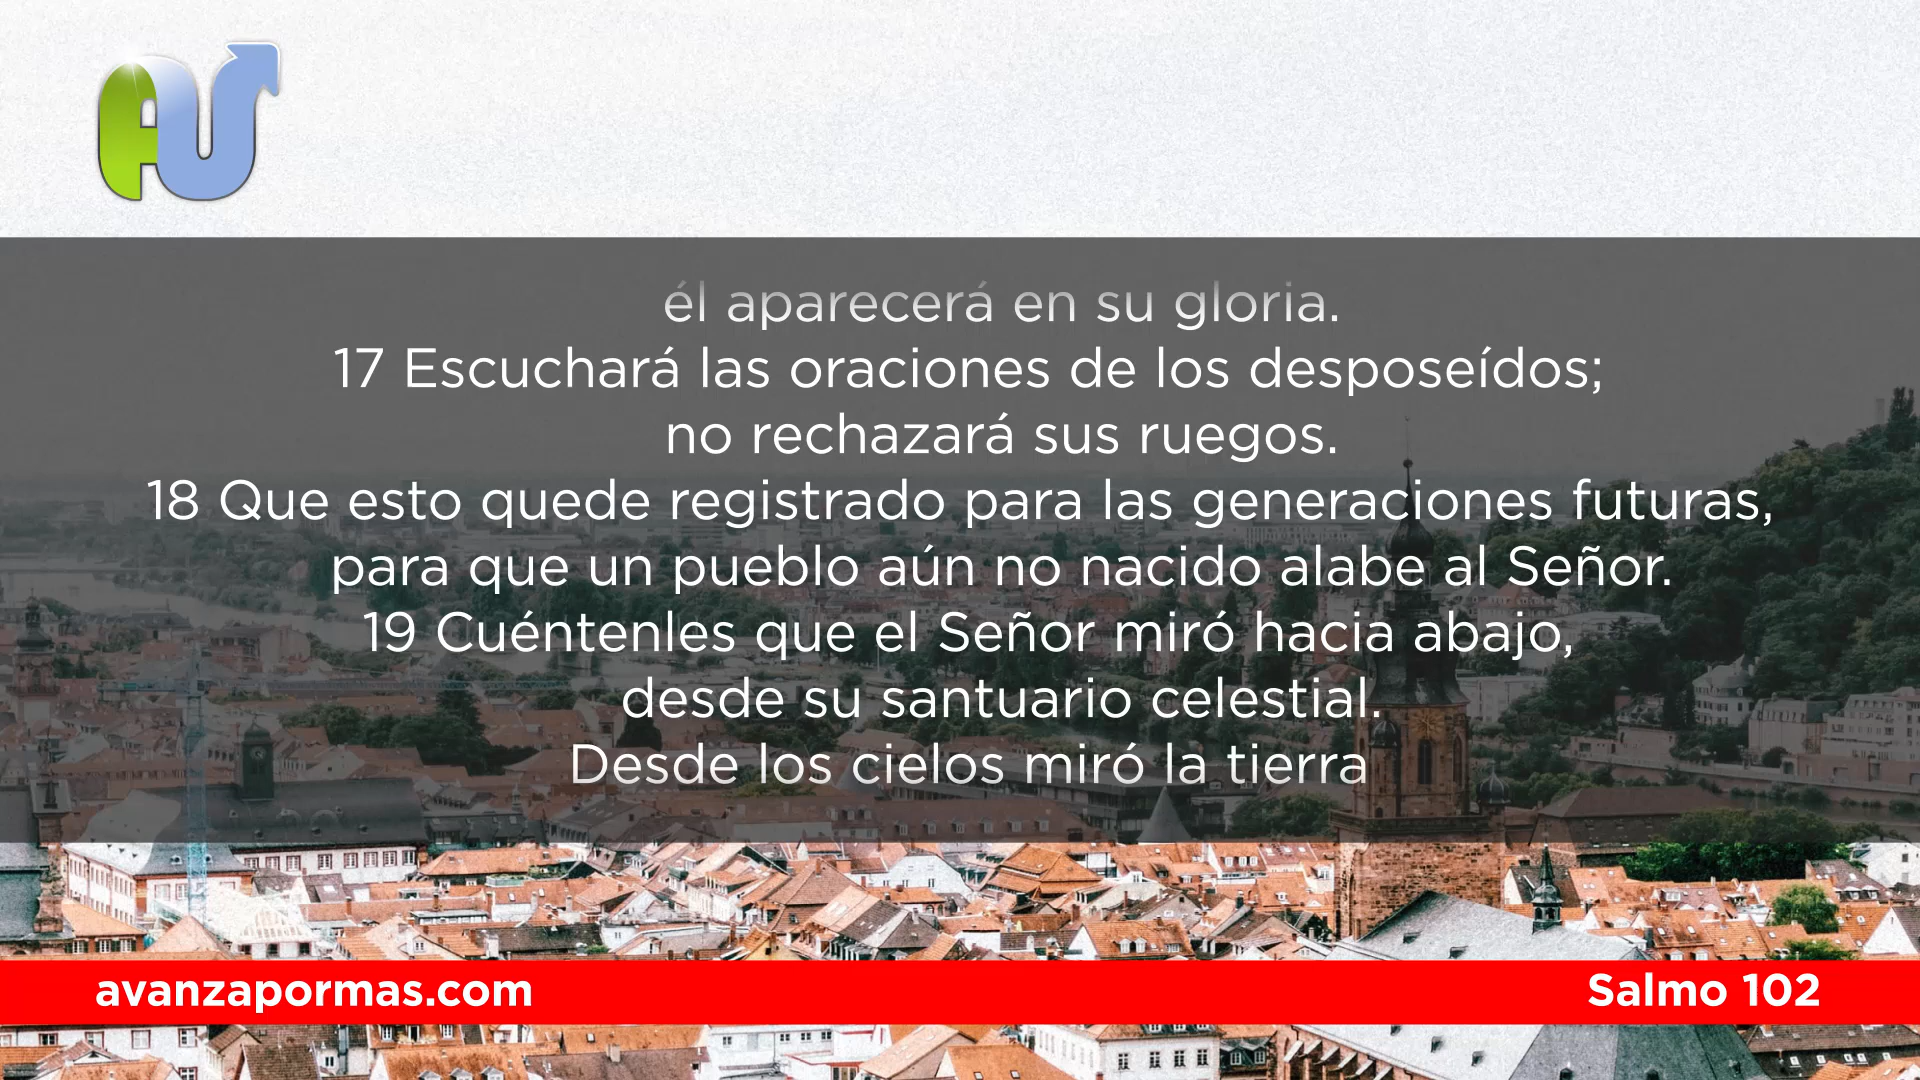 él aparecerá en su gloria.
17 Escuchará las oraciones de los desposeídos;
no rechazará sus ruegos.
18 Que esto quede registrado para las generaciones futuras,
para que un pueblo aún no nacido alabe al Señor.
19 Cuéntenles que el Señor miró hacia abajo,
desde su santuario celestial.
Desde los cielos miró la tierra
avanzapormas.com
Salmo 102